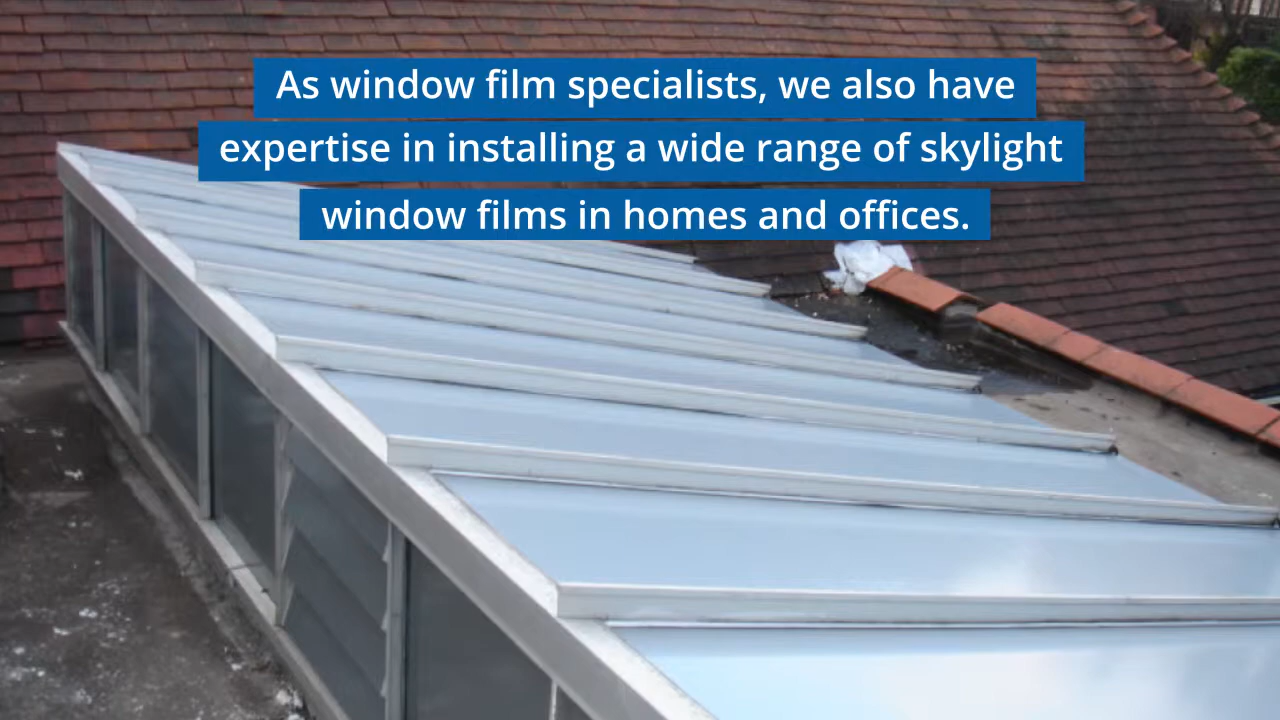 As window film specialists, we also have
expertise in installing a wide range of skylight
window films in homes and offices.